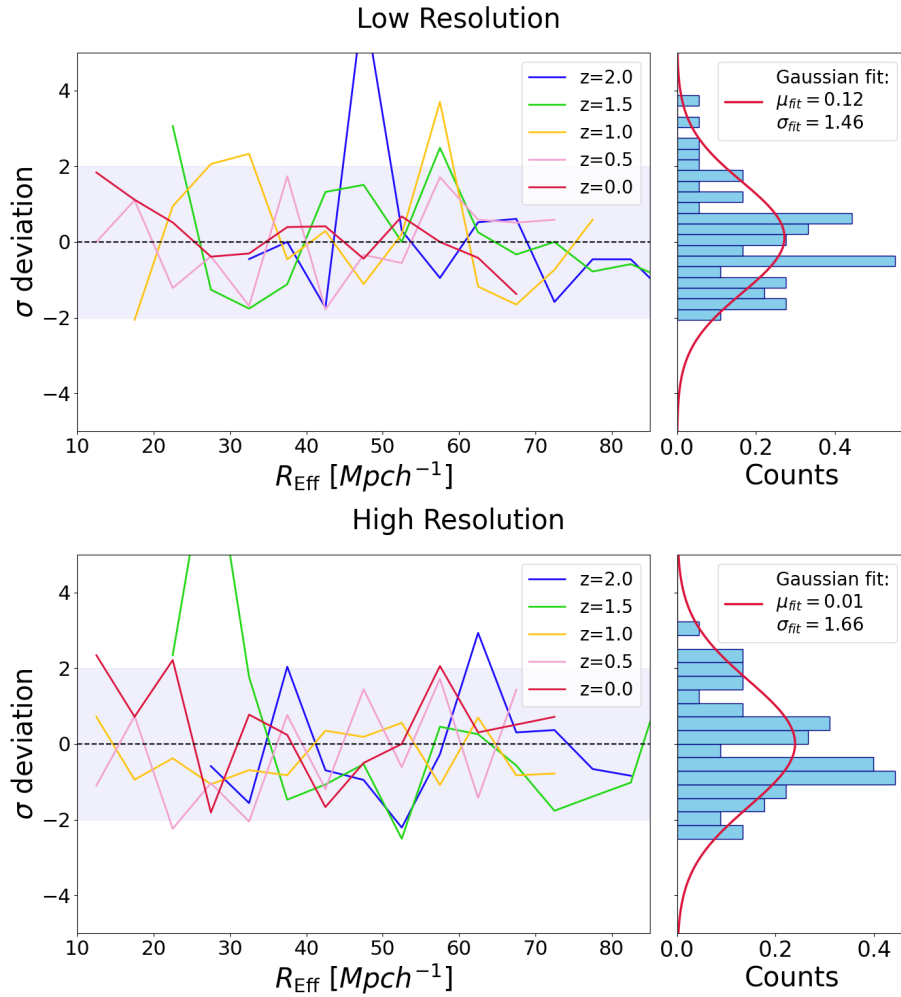 Low Resolution
σ deviation
4
2
0
−2
−4
10 20 30 40 50 60 70 80
R_Eff [Mpch⁻¹]
z=2.0
z=1.5
z=1.0
z=0.5
z=0.0
Gaussian fit:
μ_fit = 0.12
σ_fit = 1.46
0.0 0.2 0.4
Counts
High Resolution
σ deviation
4
2
0
−2
−4
10 20 30 40 50 60 70 80
R_Eff [Mpch⁻¹]
z=2.0
z=1.5
z=1.0
z=0.5
z=0.0
Gaussian fit:
μ_fit = 0.01
σ_fit = 1.66
0.0 0.2 0.4
Counts